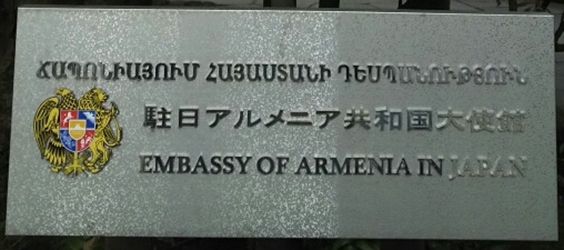 ՃԱՊՈՆԻԱՅՈՒՄ ՀԱՅԱՍՏԱՆԻ ԴԵՍՊԱՆՈՒԹՅՈՒՆ
駐日アルメニア共和国大使館
EMBASSY OF ARMENIA IN JAPAN